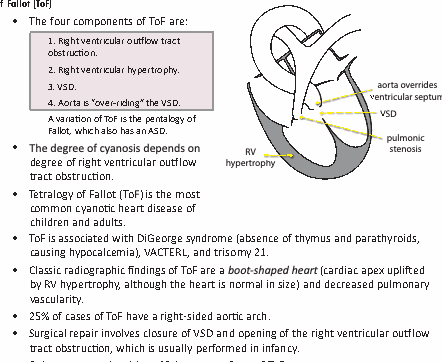 f Fallot (ToF)
• The four components of ToF are:
1. Right ventricular outflow tract
obstruction.
2. Right ventricular hypertrophy.
3. VSD.
4. Aorta is "over-riding" the VSD.
A variation of ToF is the pentalogy of
Fallot, which also has an ASD.
• The degree of cyanosis depends on
degree of right ventricular outflow
tract obstruction.
• Tetralogy of Fallot (ToF) is the most
common cyanotic heart disease of
children and adults.
aorta overrides
ventricular septum
VSD
pulmonic
stenosis
RV
hypertrophy
• ToF is associated with DiGeorge syndrome (absence of thymus and parathyroids,
causing hypocalcemia), VACTERL, and trisomy 21.
• Classic radiographic findings of ToF are a boot-shaped heart (cardiac apex uplifted
by RV hypertrophy, although the heart is normal in size) and decreased pulmonary
vascularity.
• 25% of cases of ToF have a right-sided aortic arch.
• Surgical repair involves closure of VSD and opening of the right ventricular outflow
tract obstruction, which is usually performed in infancy.